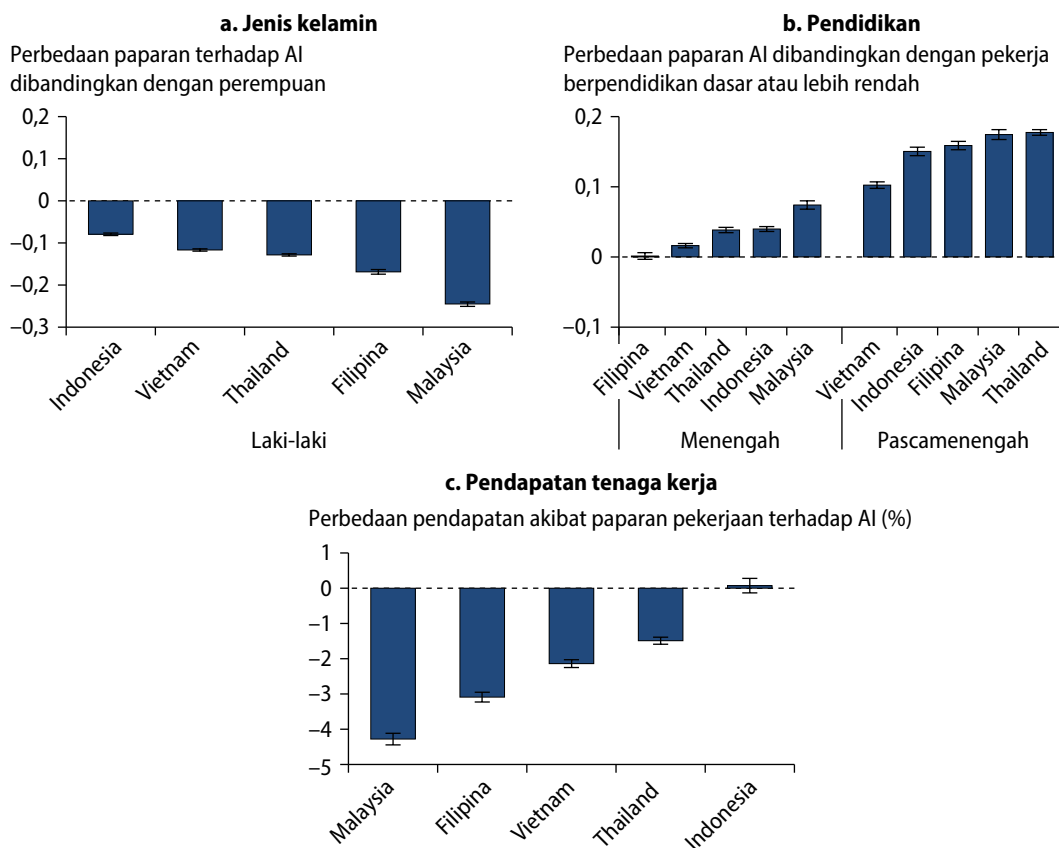 a. Jenis kelamin
Perbedaan paparan terhadap AI
dibandingkan dengan perempuan
0,2
0,1
0
–0,1
–0,2
–0,3
Indonesia
Vietnam
Thailand
Filipina
Malaysia
Laki-laki
b. Pendidikan
Perbedaan paparan AI dibandingkan dengan pekerja
berpendidikan dasar atau lebih rendah
0,2
0,1
0
–0,1
Filipina
Vietnam
Thailand
Indonesia
Malaysia
Vietnam
Indonesia
Filipina
Malaysia
Thailand
Menengah
Pascamenengah
c. Pendapatan tenaga kerja
Perbedaan pendapatan akibat paparan pekerjaan terhadap AI (%)
1
0
–1
–2
–3
–4
–5
Malaysia
Filipina
Vietnam
Thailand
Indonesia